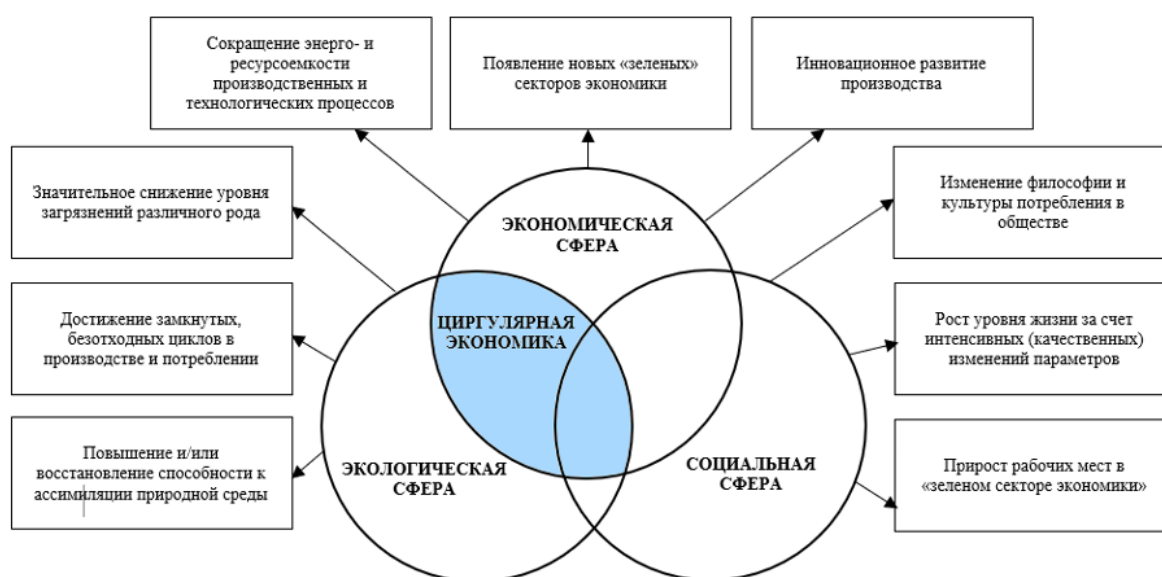 Сокращение энерго- и
ресурсоемкости
производственных и
технологических процессов
Появление новых «зеленых»
секторов экономики
Инновационное развитие
производства
Значительное снижение уровня
загрязнений различного рода
Изменение философии и
культуры потребления в
обществе
ЭКОНОМИЧЕСКАЯ
СФЕРА
Достижение замкнутых,
безотходных циклов в
производстве и потреблении
ЦИРГУЛЯРНАЯ
ЭКОНОМИКА
Рост уровня жизни за счет
интенсивных (качественных)
изменений параметров
Повышение и/или
восстановление способности к
ассимиляции природной среды
ЭКОЛОГИЧЕСКАЯ
СФЕРА
СОЦИАЛЬНАЯ
СФЕРА
Прирост рабочих мест в
«зеленом секторе экономики»